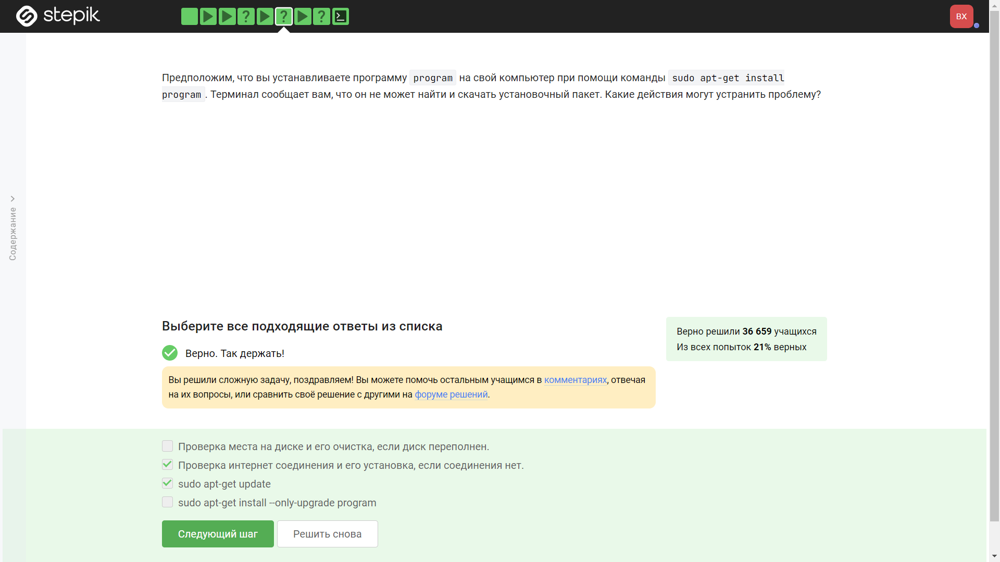 stepik
? ? ?
BX
Предположим, что вы устанавливаете программу program на свой компьютер при помощи команды sudo apt-get install
program. Терминал сообщает вам, что он не может найти и скачать установочный пакет. Какие действия могут устранить проблему?
Содержание
Выберите все подходящие ответы из списка
Верно решили 36 659 учащихся
Из всех попыток 21% верных
Верно. Так держать!
Вы решили сложную задачу, поздравляем! Вы можете помочь остальным учащимся в комментариях, отвечая
на их вопросы, или сравнить своё решение с другими на форуме решений.
Проверка места на диске и его очистка, если диск переполнен.
Проверка интернет соединения и его установка, если соединения нет.
sudo apt-get update
sudo apt-get install --only-upgrade program
Следующий шаг
Решить снова